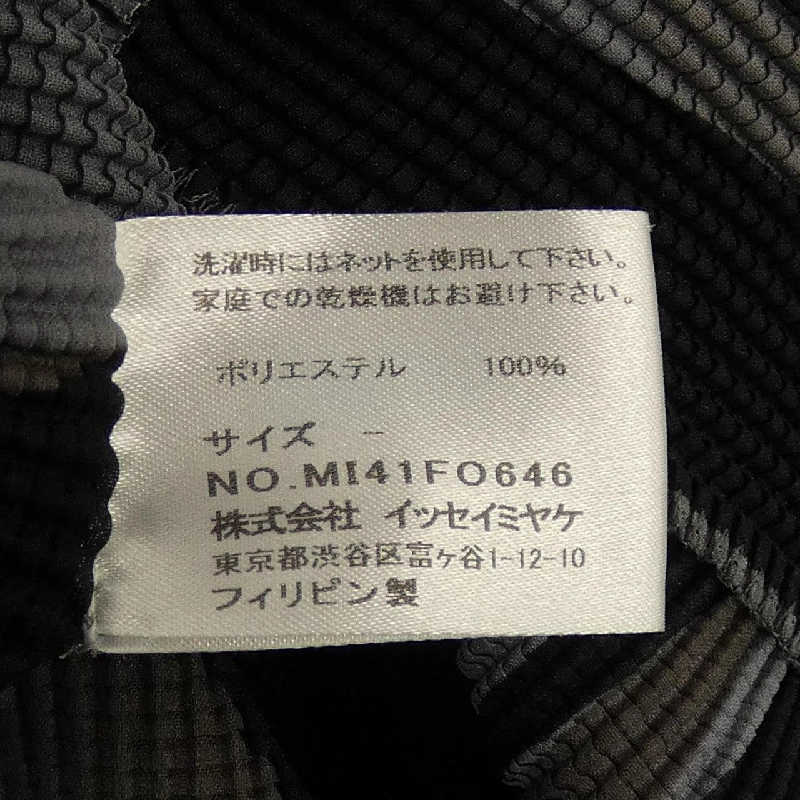 洗濯時にはネットを使用して下さい。
家庭での乾燥機はお避け下さい。
ポリエステル 100%
サイズ −
NO.MI41FO646
株式会社 イッセイミヤケ
東京都渋谷区富ヶ谷1-12-10
フィリピン製